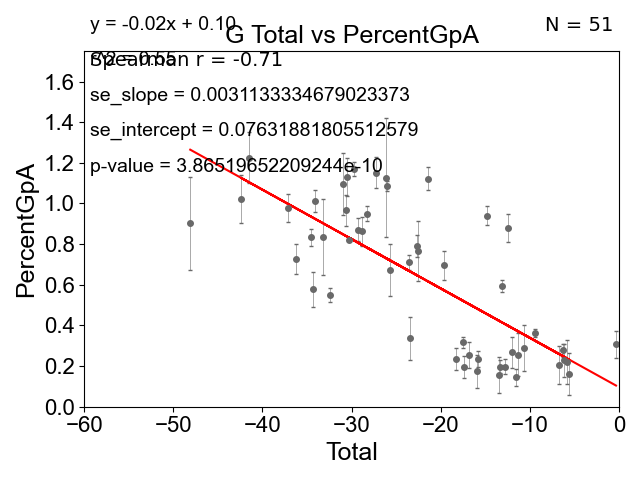 y = -0.02x + 0.10
N = 51
G Total vs PercentGpA
Spearman r = -0.71
se_slope = 0.0031133334679023373
se_intercept = 0.07631881805512579
p-value = 3.86519652209244e-10
PercentGpA
1.6
1.4
1.2
1.0
0.8
0.6
0.4
0.2
0.0
−60 −50 −40 −30 −20 −10 0
Total